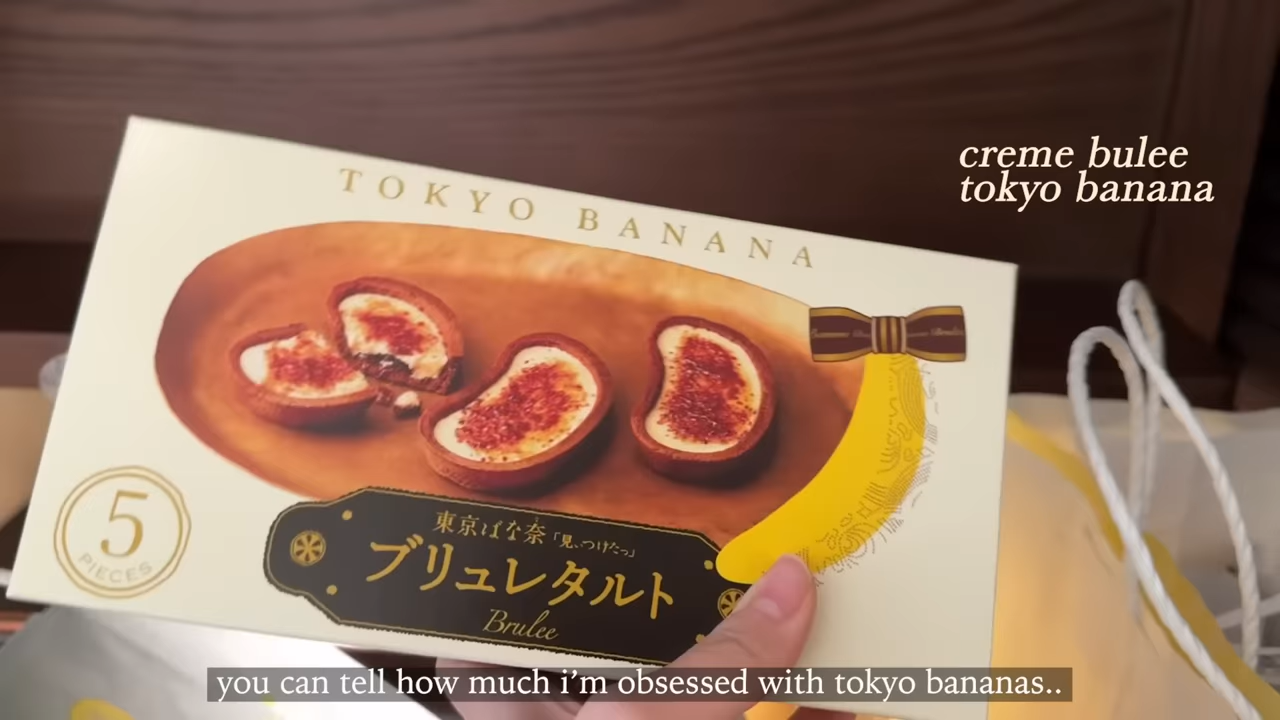 creme bulee
tokyo banana
TOKYO BANANA
5
PIECES
東京ばな奈「見ぃつけたっ」
ブリュレタルト
Brulee
you can tell how much i'm obsessed with tokyo bananas..